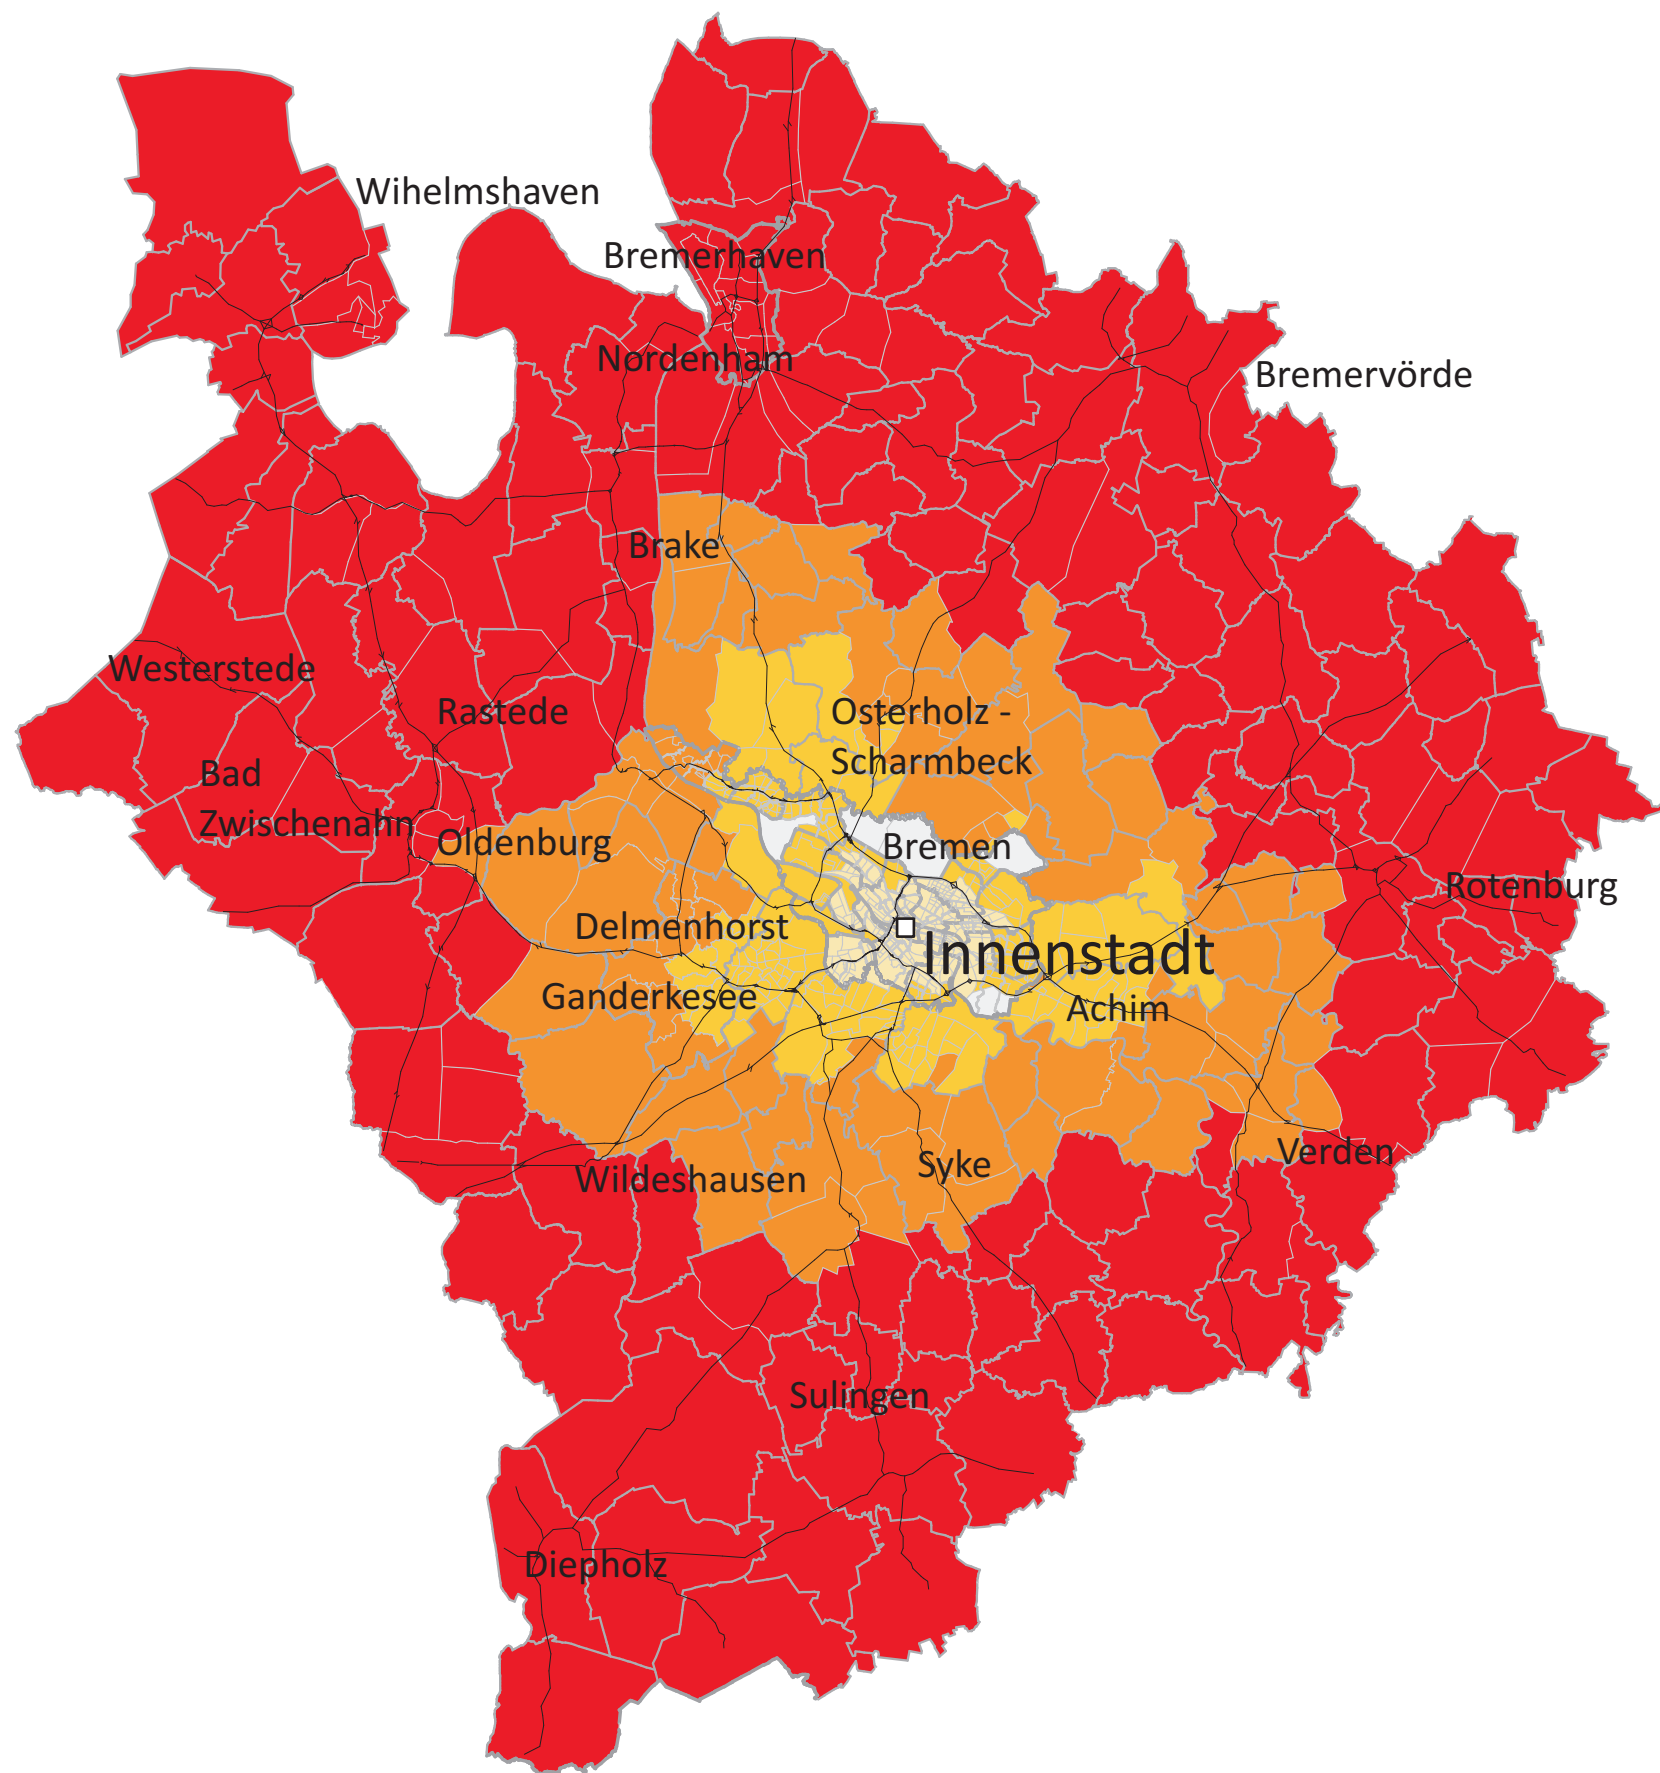 Wihelmshaven
Bremerhaven
Nordenham
Bremervörde
Brake
Westerstede
Rastede
Osterholz -
Scharmbeck
Bad
Zwischenahn
Oldenburg
Bremen
Rotenburg
Delmenhorst
Innenstadt
Ganderkesee
Achim
Verden
Syke
Wildeshausen
Sulingen
Diepholz